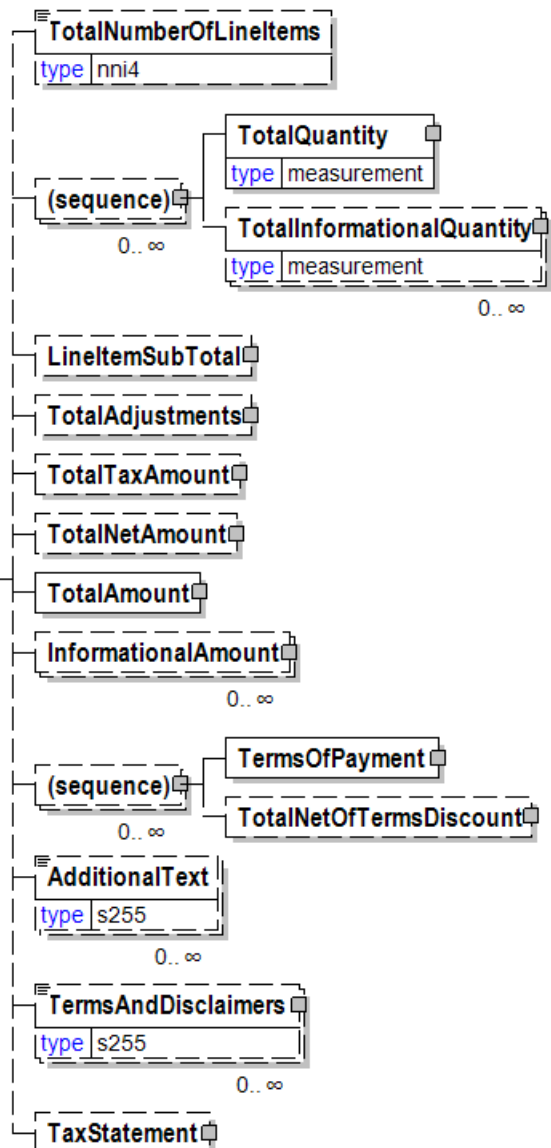 TotalNumberOfLineItems
type nni4
TotalQuantity
type measurement
(sequence)
0.. ∞
TotalInformationalQuantity
type measurement
0.. ∞
LineItemSubTotal
TotalAdjustments
TotalTaxAmount
TotalNetAmount
TotalAmount
InformationalAmount
0.. ∞
TermsOfPayment
(sequence)
0.. ∞
TotalNetOfTermsDiscount
AdditionalText
type s255
0.. ∞
TermsAndDisclaimers
type s255
0.. ∞
TaxStatement